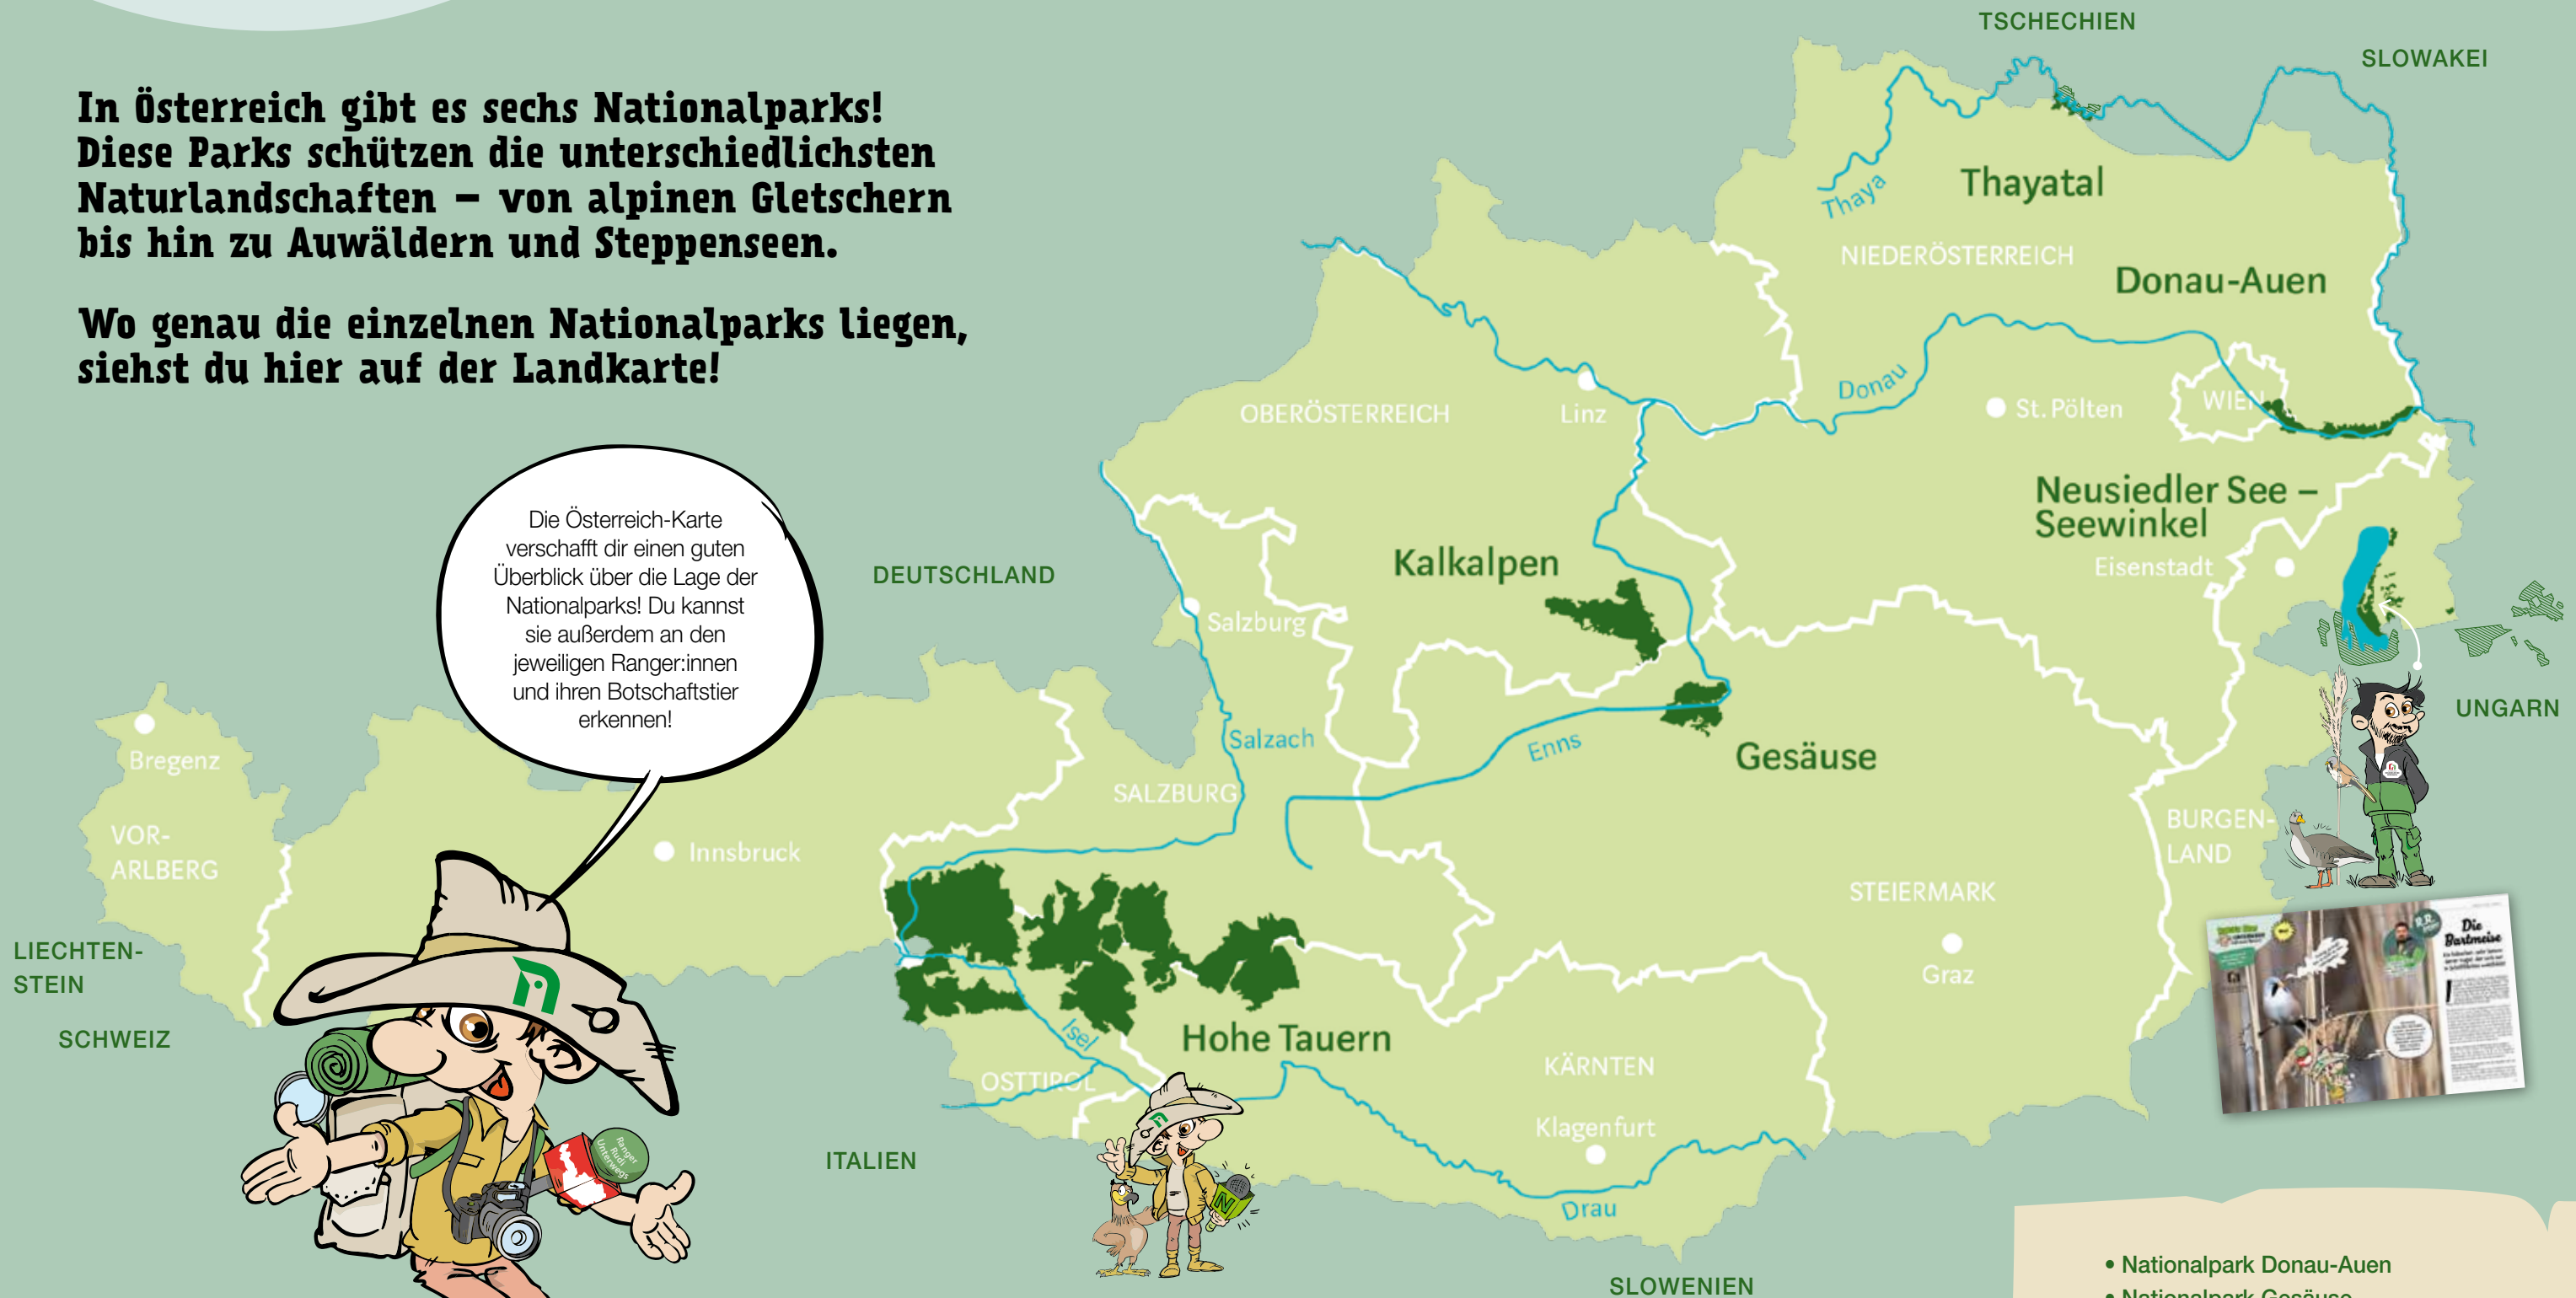 In Österreich gibt es sechs Nationalparks!
Diese Parks schützen die unterschiedlichsten
Naturlandschaften – von alpinen Gletschern
bis hin zu Auwäldern und Steppenseen.
Wo genau die einzelnen Nationalparks liegen,
siehst du hier auf der Landkarte!
Die Österreich-Karte
verschafft dir einen guten
Überblick über die Lage der
Nationalparks! Du kannst
sie außerdem an den
jeweiligen Ranger:innen
und ihren Botschaftstier
erkennen!
TSCHECHIEN
SLOWAKEI
Thaya
Thayatal
NIEDERÖSTERREICH
Donau-Auen
Donau
OBERÖSTERREICH
Linz
St. Pölten
WIEN
Neusiedler See –
Seewinkel
Eisenstadt
DEUTSCHLAND
Kalkalpen
Salzburg
UNGARN
Salzach
Enns
Gesäuse
SALZBURG
Bregenz
VOR-
ARLBERG
Innsbruck
BURGEN-
LAND
STEIERMARK
Graz
LIECHTEN-
STEIN
SCHWEIZ
Isel
Hohe Tauern
OSTTIROL
KÄRNTEN
Klagenfurt
ITALIEN
Drau
SLOWENIEN
Ranger
Rudi
Unterwegs
N
Die
Bartmeise
• Nationalpark Donau-Auen
• Nationalpark Gesäuse